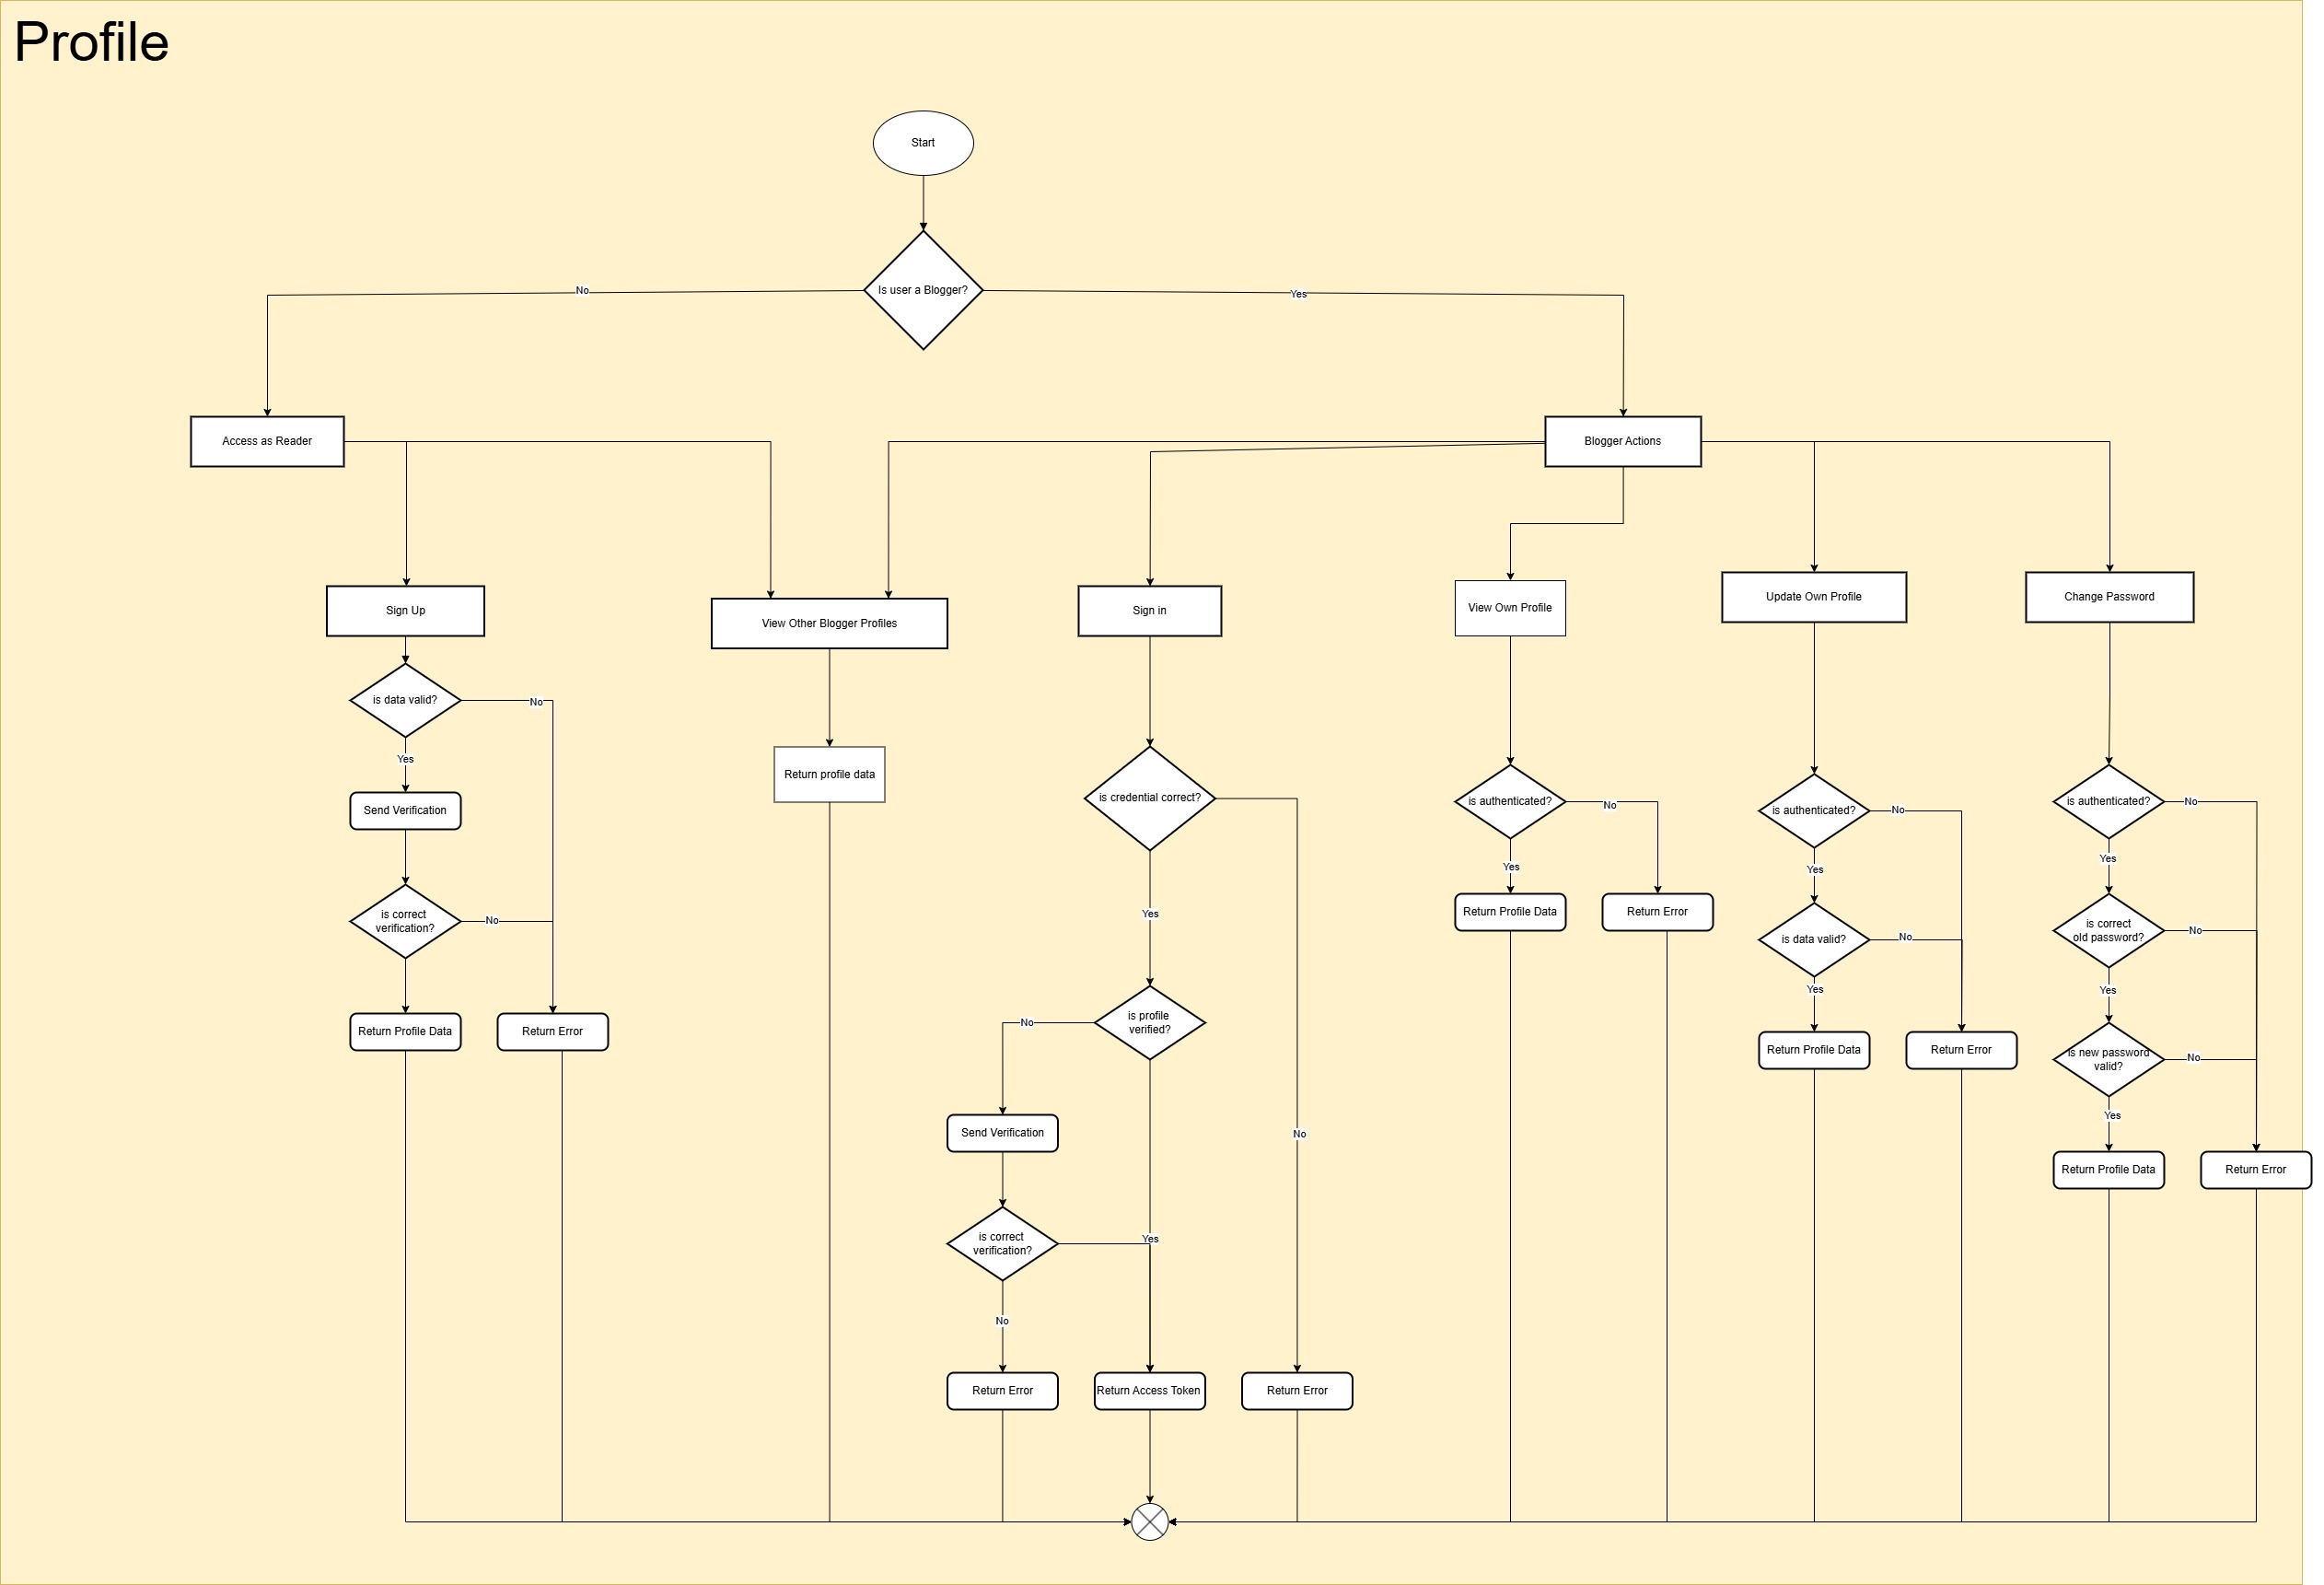 Profile
Start
Is user a Blogger?
No
Yes
Access as Reader
Blogger Actions
Sign Up
View Other Blogger Profiles
Sign in
View Own Profile
Update Own Profile
Change Password
is data valid?
No
Yes
Send Verification
is correct
verification?
No
Return Profile Data
Return Error
Return profile data
is credential correct?
Yes
No
is profile
verified?
No
Yes
Send Verification
is correct
verification?
No
Return Error
Return Access Token
Return Error
is authenticated?
No
Yes
Return Profile Data
Return Error
is authenticated?
No
Yes
is data valid?
No
Yes
Return Profile Data
Return Error
is authenticated?
No
Yes
is correct
old password?
No
Yes
is new password
valid?
No
Yes
Return Profile Data
Return Error